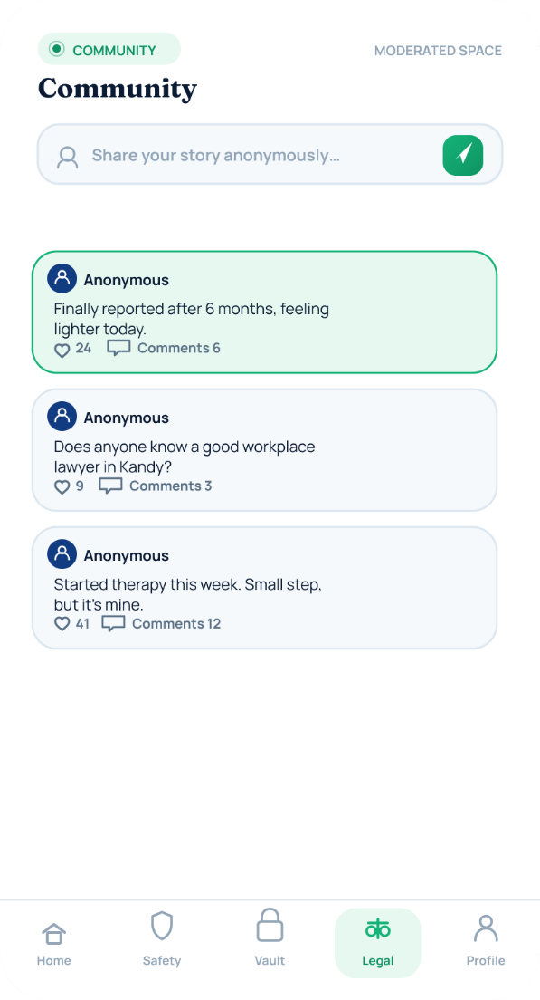 COMMUNITY
MODERATED SPACE
Community
Share your story anonymously...
Anonymous
Finally reported after 6 months, feeling
lighter today.
24 Comments 6
Anonymous
Does anyone know a good workplace
lawyer in Kandy?
9 Comments 3
Anonymous
Started therapy this week. Small step,
but it's mine.
41 Comments 12
Home Safety Vault Legal Profile